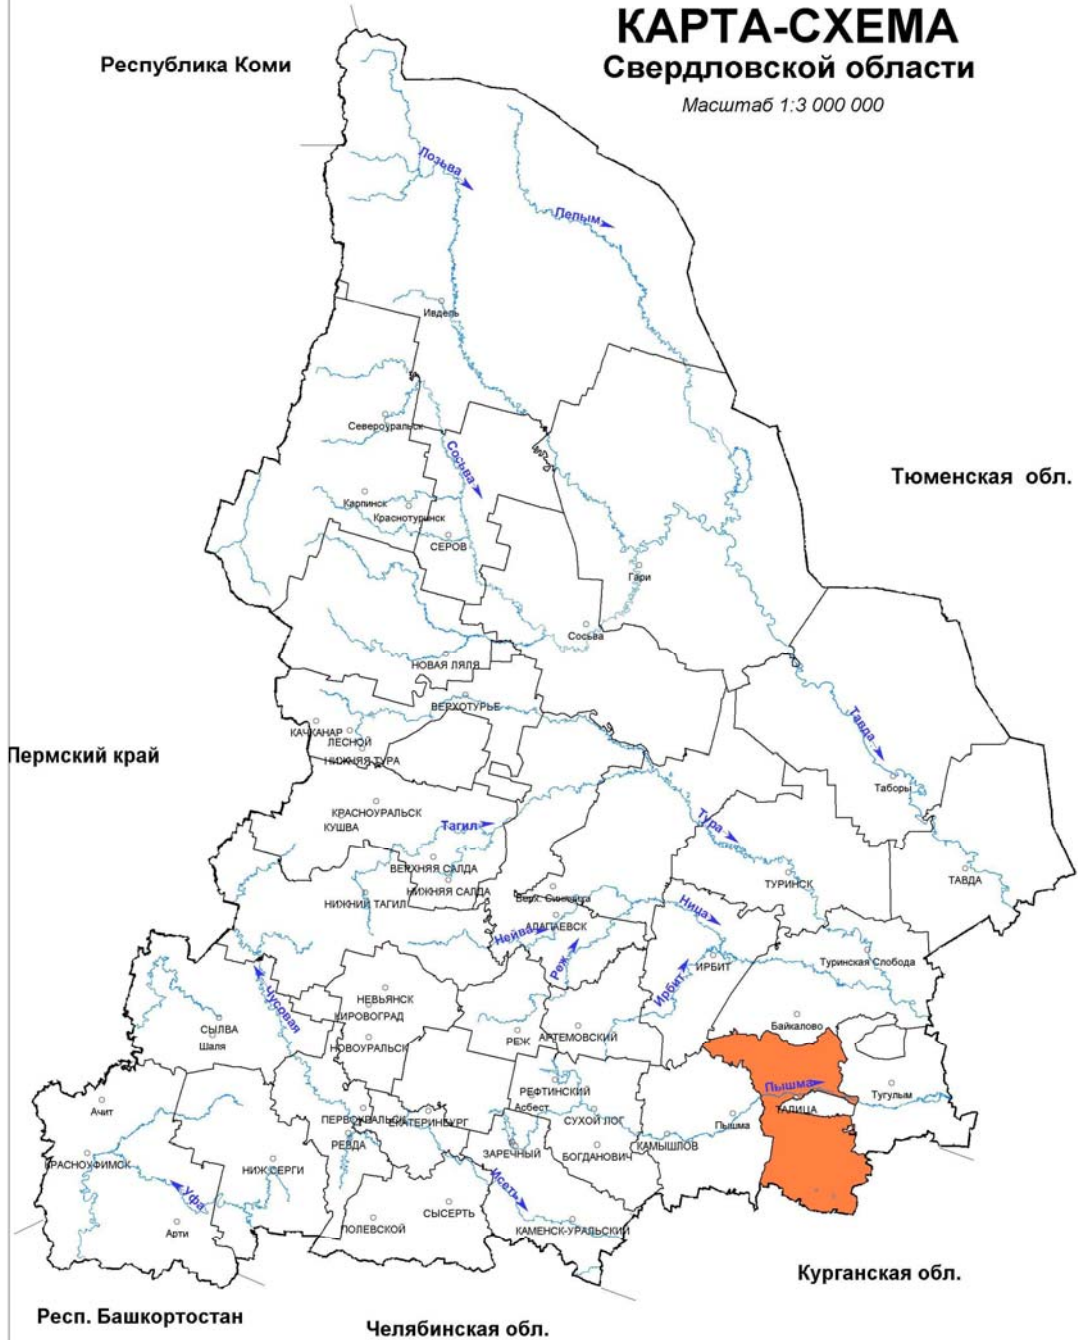 КАРТА-СХЕМА
Свердловской области
Масштаб 1:3 000 000
Республика Коми
Лозьва
Пелым
Ивдель
Североуральск
Сосьва
Тюменская обл.
Карпинск
Краснотурьинск
СЕРОВ
Гари
Сосьва
НОВАЯ ЛЯЛЯ
ВЕРХОТУРЬЕ
Тавда
КАЧКАНАР
ЛЕСНОЙ
НИЖНЯЯ ТУРА
Пермский край
Таборы
КРАСНОУРАЛЬСК
КУШВА
Тагил
Тура
ВЕРХНЯЯ САЛДА
НИЖНЯЯ САЛДА
ТУРИНСК
ТАВДА
НИЖНИЙ ТАГИЛ
Верх. Синячиха
АЛАПАЕВСК
Ница
Нейва
Реж
Ирбит
ИРБИТ
Туринская Слобода
НЕВЬЯНСК
КИРОВОГРАД
Чусовая
СЫЛВА
Шаля
НОВОУРАЛЬСК
РЕЖ
АРТЕМОВСКИЙ
Байкалово
Пышма
РЕФТИНСКИЙ
Асбест
Тугулым
ТАЛИЦА
Ачит
ПЕРВОУРАЛЬСК
ЕКАТЕРИНБУРГ
СУХОЙ ЛОГ
Пышма
РЕВДА
ЗАРЕЧНЫЙ
БОГДАНОВИЧ
КАМЫШЛОВ
КРАСНОУФИМСК
НИЖ.СЕРГИ
Уфа
Исеть
СЫСЕРТЬ
Арти
ПОЛЕВСКОЙ
КАМЕНСК-УРАЛЬСКИЙ
Курганская обл.
Респ. Башкортостан
Челябинская обл.